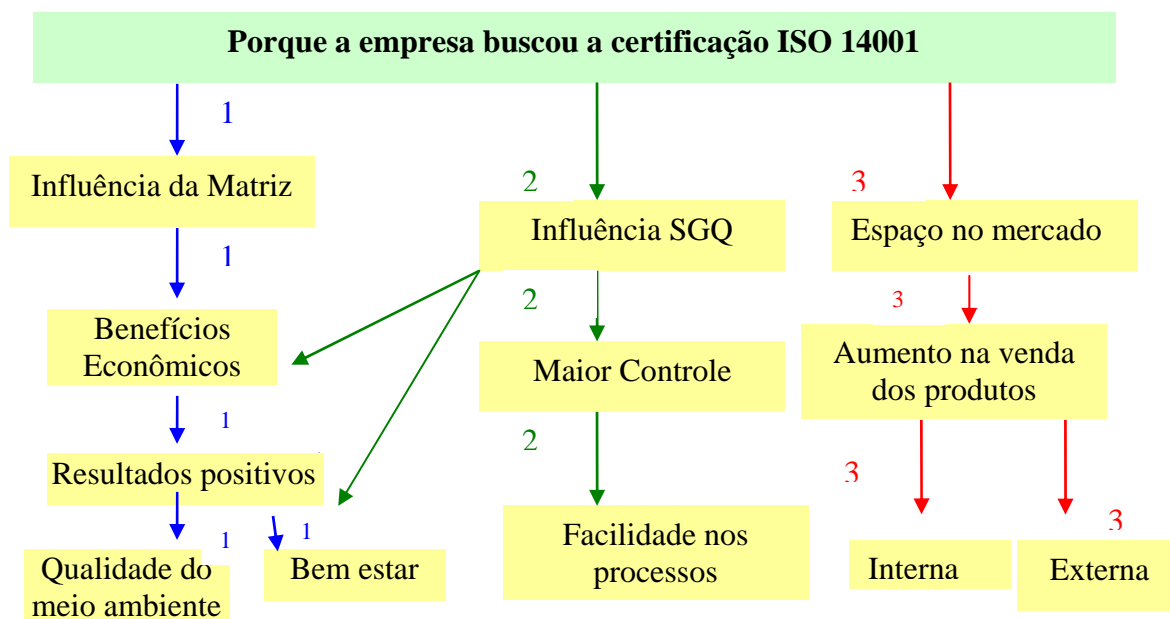 Porque a empresa buscou a certificação ISO 14001
1
Influência da Matriz
1
Benefícios
Econômicos
1
Resultados positivos
1
1
Qualidade do
meio ambiente
Bem estar
2
Influência SGQ
2
Maior Controle
2
Facilidade nos
processos
3
Espaço no mercado
3
Aumento na venda
dos produtos
3
3
Interna
Externa